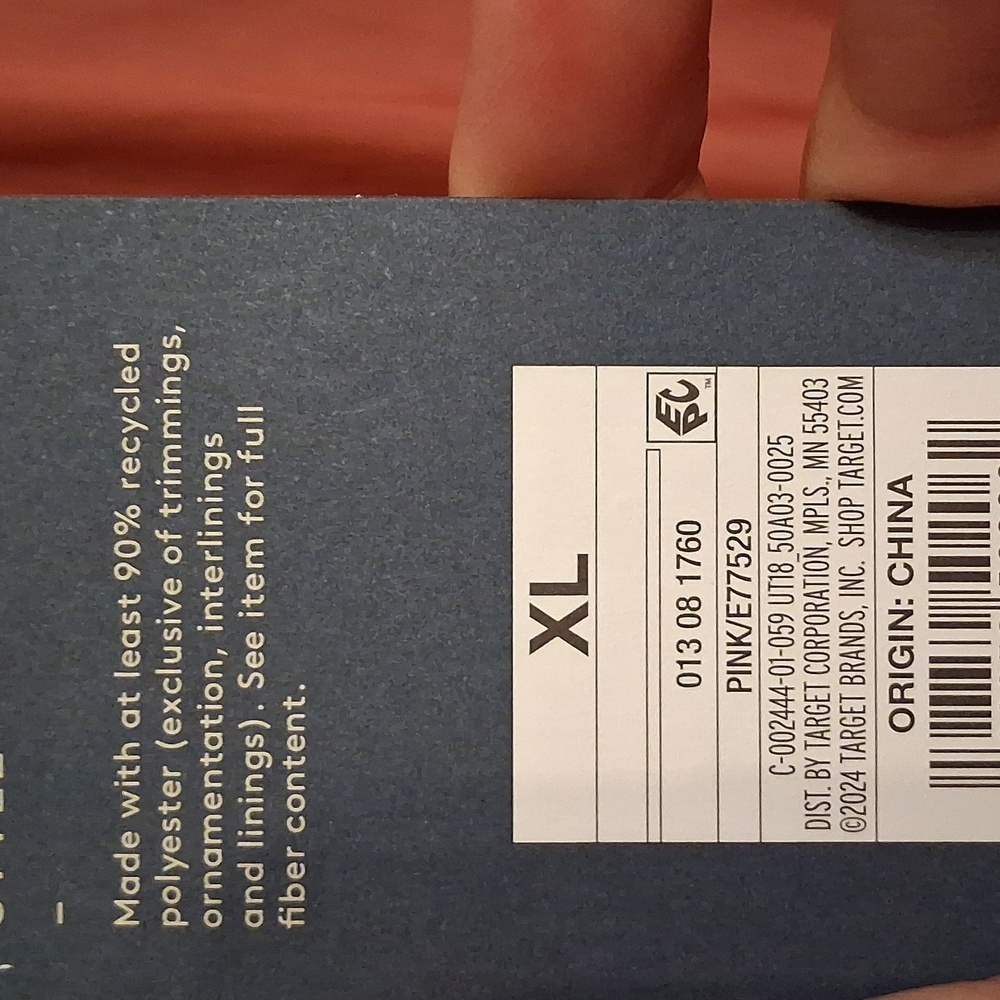 Made with at least 90% recycled
polyester (exclusive of trimmings,
ornamentation, interlinings
and linings). See item for full
fiber content.
XL
EPC™
013 08 1760
PINK/E77529
C-002444-01-059 UT18_50A03-0025
DIST. BY TARGET CORPORATION, MPLS., MN 55403
©2024 TARGET BRANDS, INC. SHOP TARGET.COM
ORIGIN: CHINA